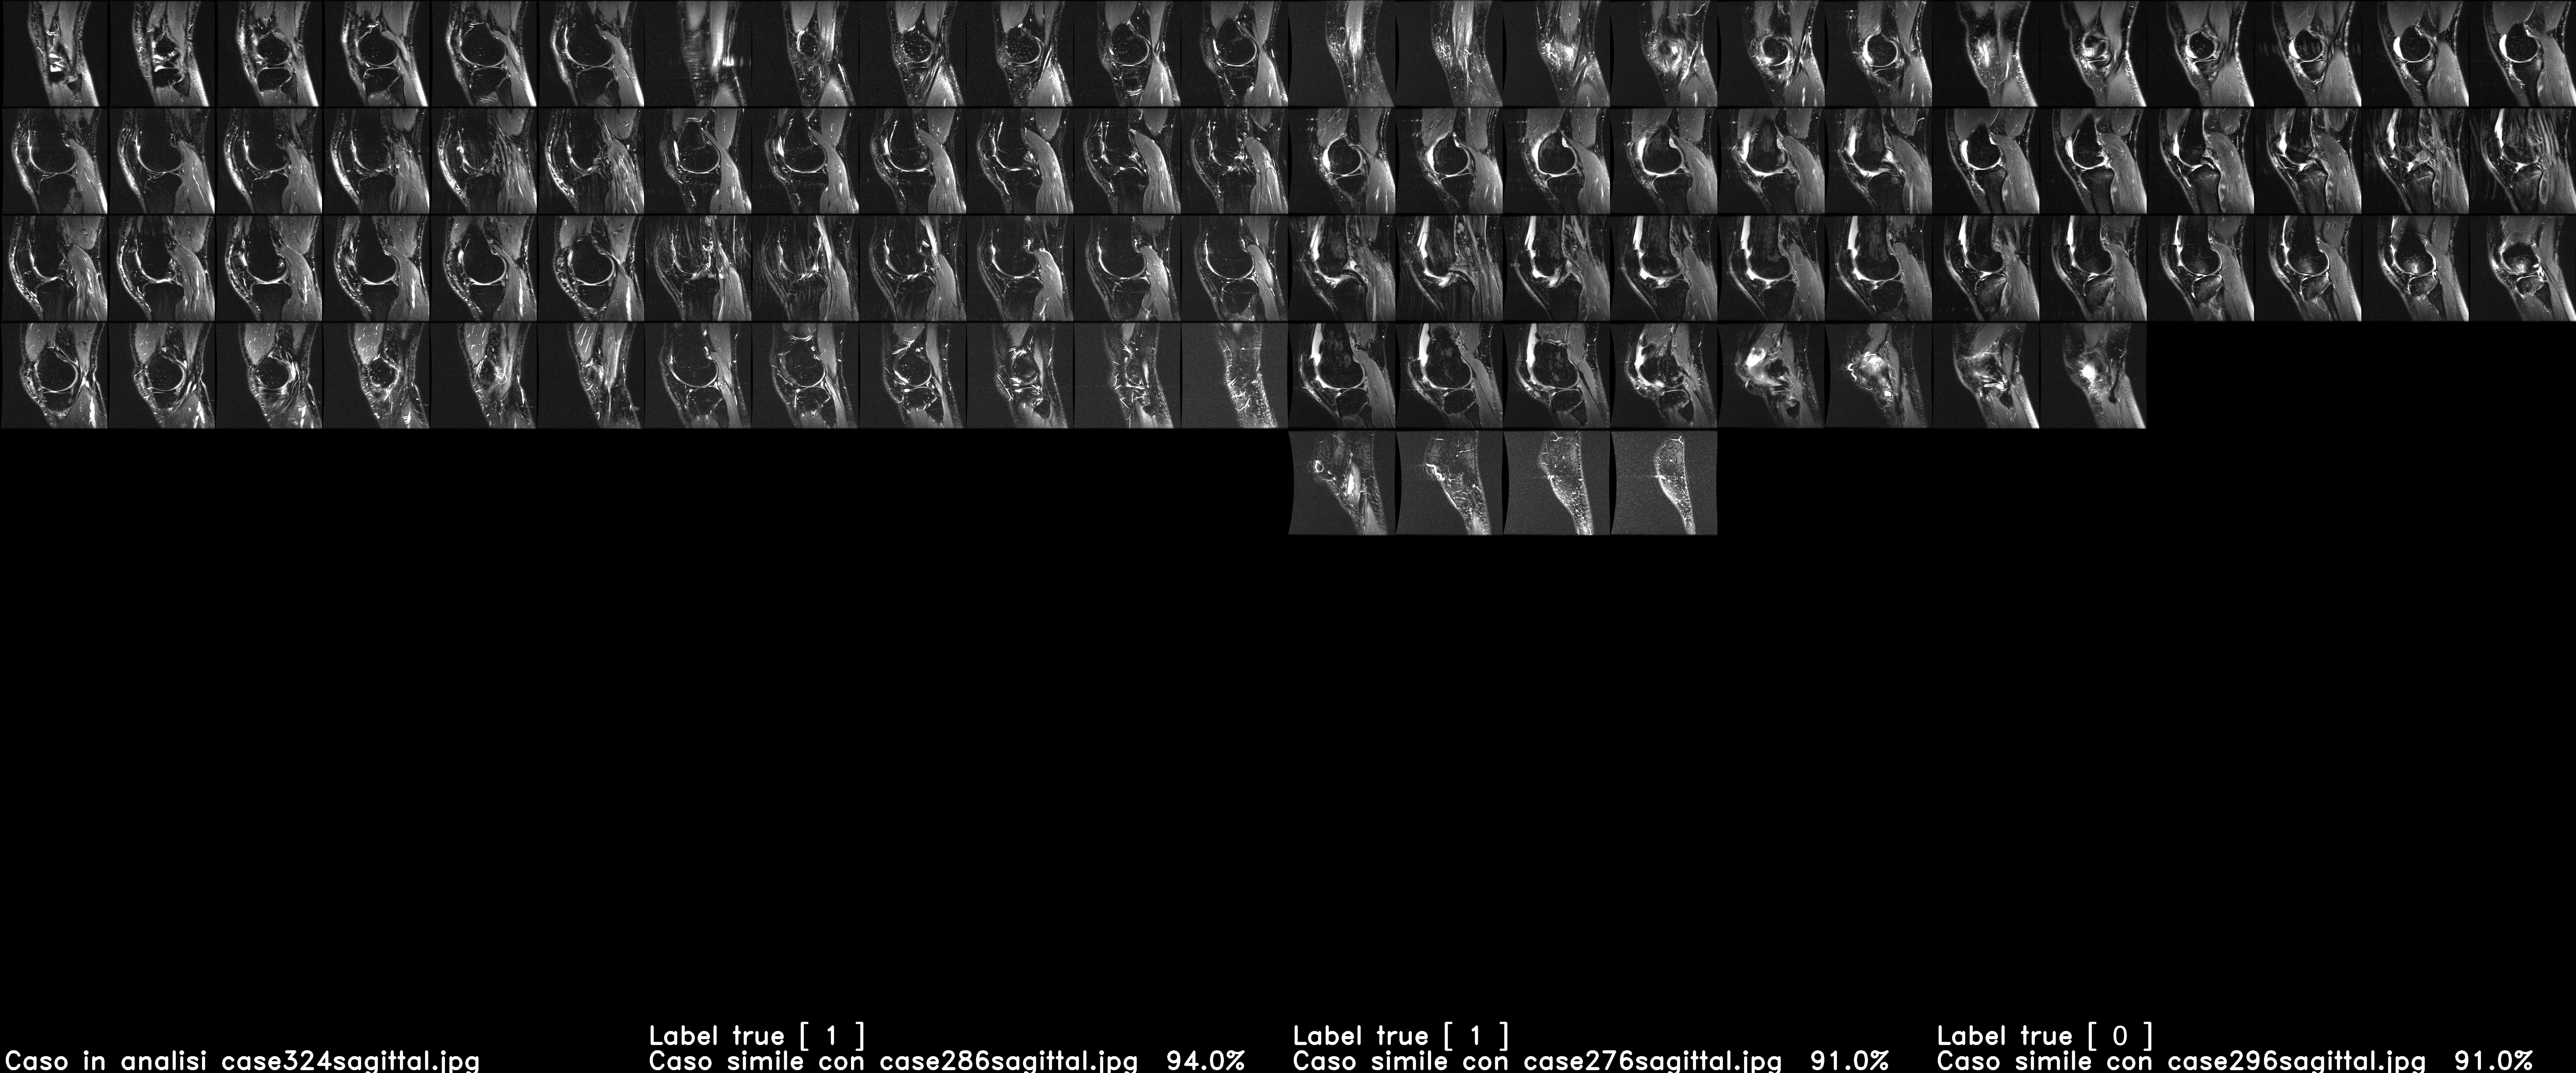 Label true [ 1 ]
Label true [ 1 ]
Label true [ 0 ]
Caso in analisi case324sagittal.jpg
Caso simile con case286sagittal.jpg 94.0%
Caso simile con case276sagittal.jpg 91.0%
Caso simile con case296sagittal.jpg 91.0%